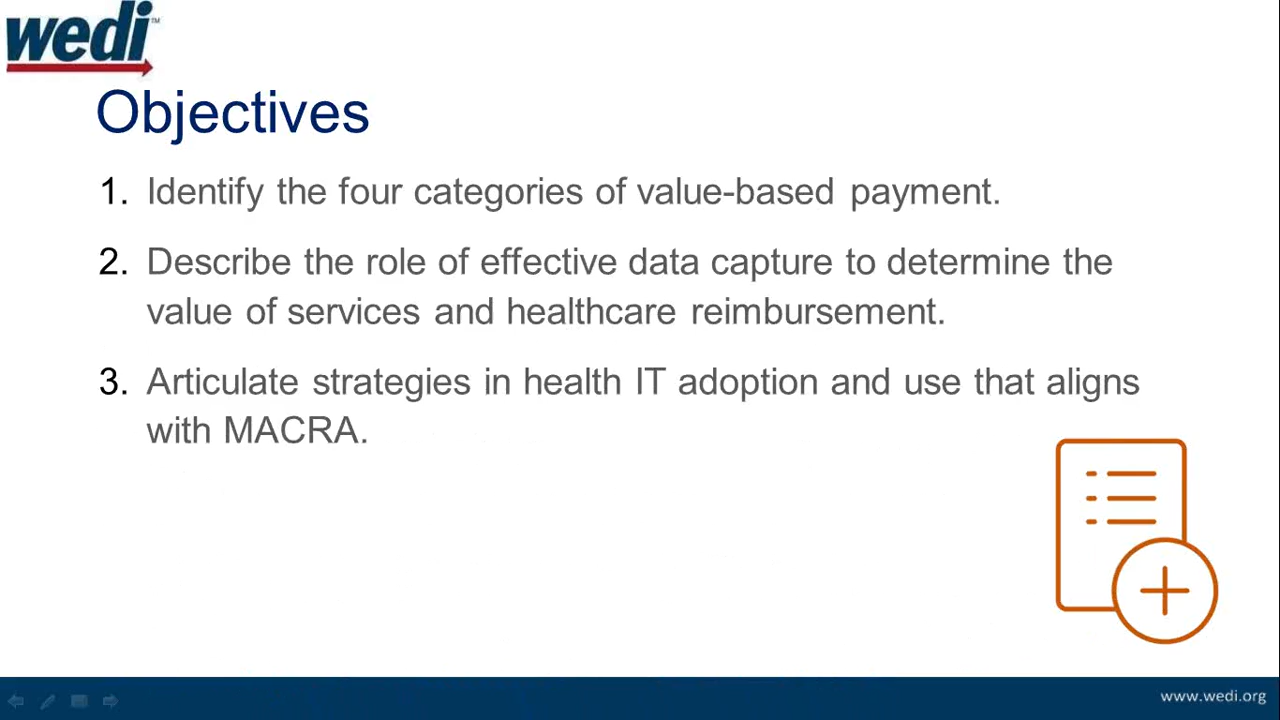 wedi™
Objectives
1. Identify the four categories of value-based payment.
2. Describe the role of effective data capture to determine the
value of services and healthcare reimbursement.
3. Articulate strategies in health IT adoption and use that aligns
with MACRA.
www.wedi.org